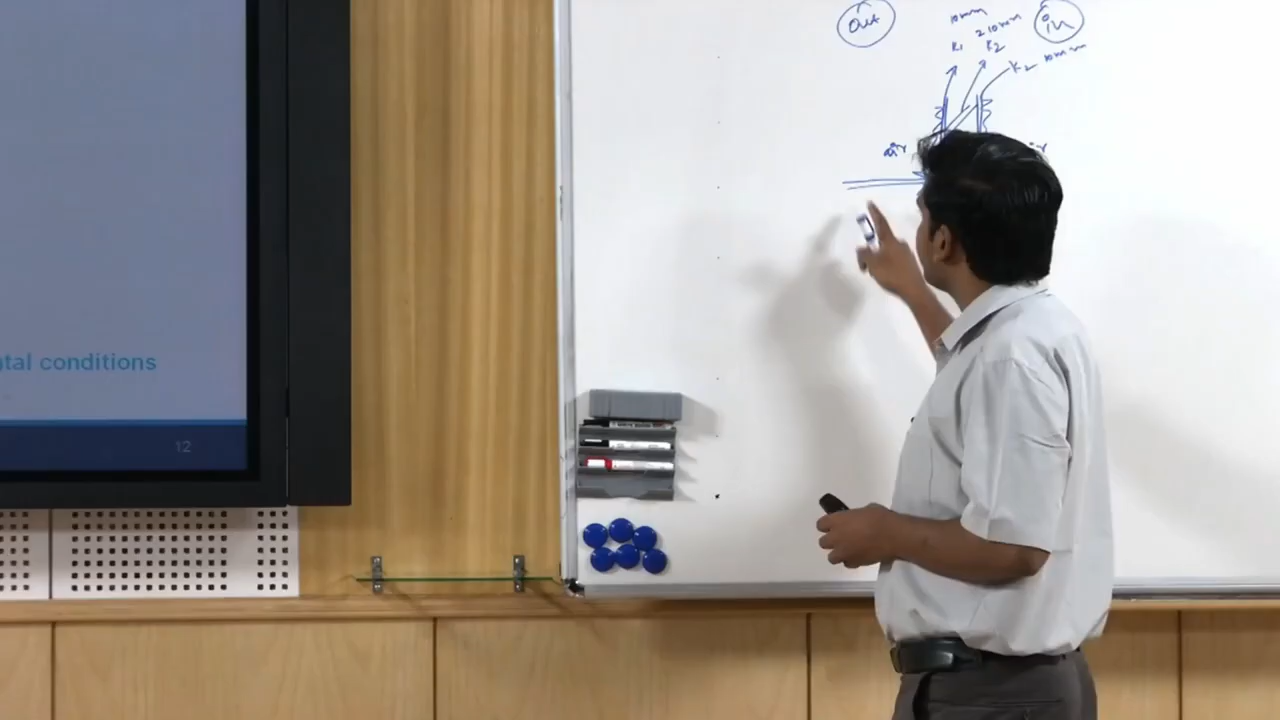 out
in
10mm
210mm
K1
K2
K2 10mm
air
ntal conditions
12